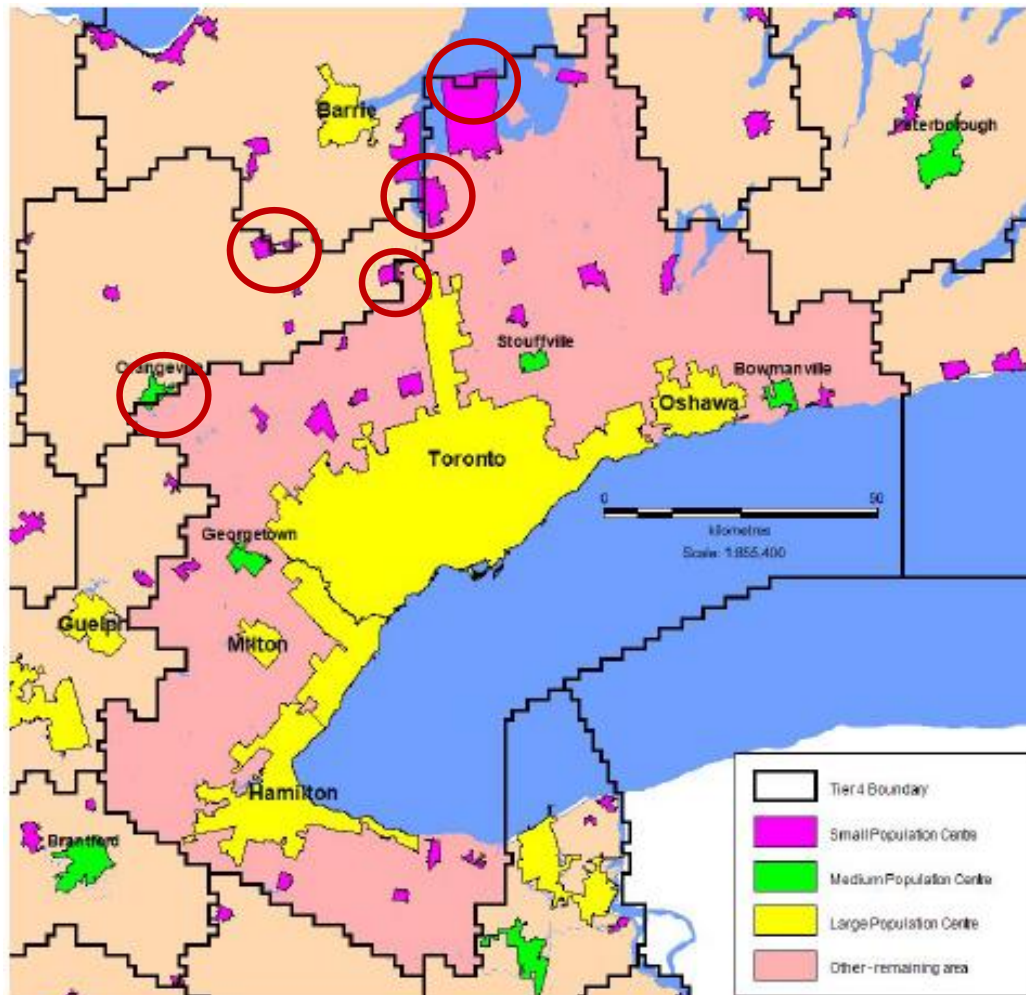 Barrie
Peterborough
Stouffville
Bowmanville
Oshawa
Toronto
0 50
kilometres
Scale: 1:855,400
Georgetown
Guelph
Milton
Hamilton
Brantford
Tier 4 Boundary
Small Population Centre
Medium Population Centre
Large Population Centre
Other - remaining area